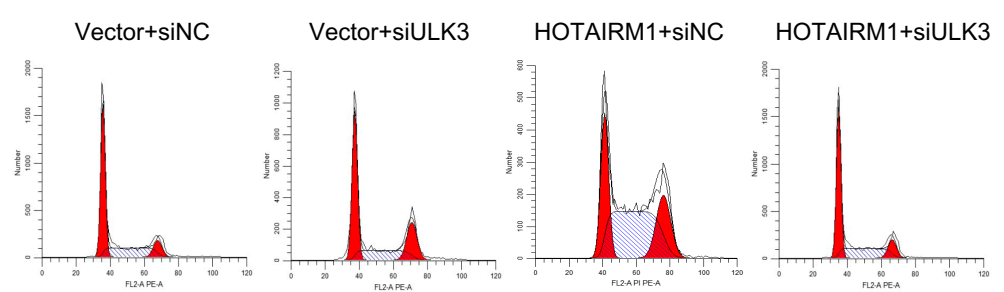 Vector+siNC
Vector+siULK3
HOTAIRM1+siNC
HOTAIRM1+siULK3
Number
0 500 1000 1500 2000
0 20 40 60 80 100 120
FL2-A PE-A
Number
0 200 400 600 800 1000 1200
0 20 40 60 80 100 120
FL2-A PE-A
Number
0 100 200 300 400 500 600
0 20 40 60 80 100 120
FL2-A PI PE-A
Number
0 500 1000 1500 2000
0 20 40 60 80 100 120
FL2-A PE-A